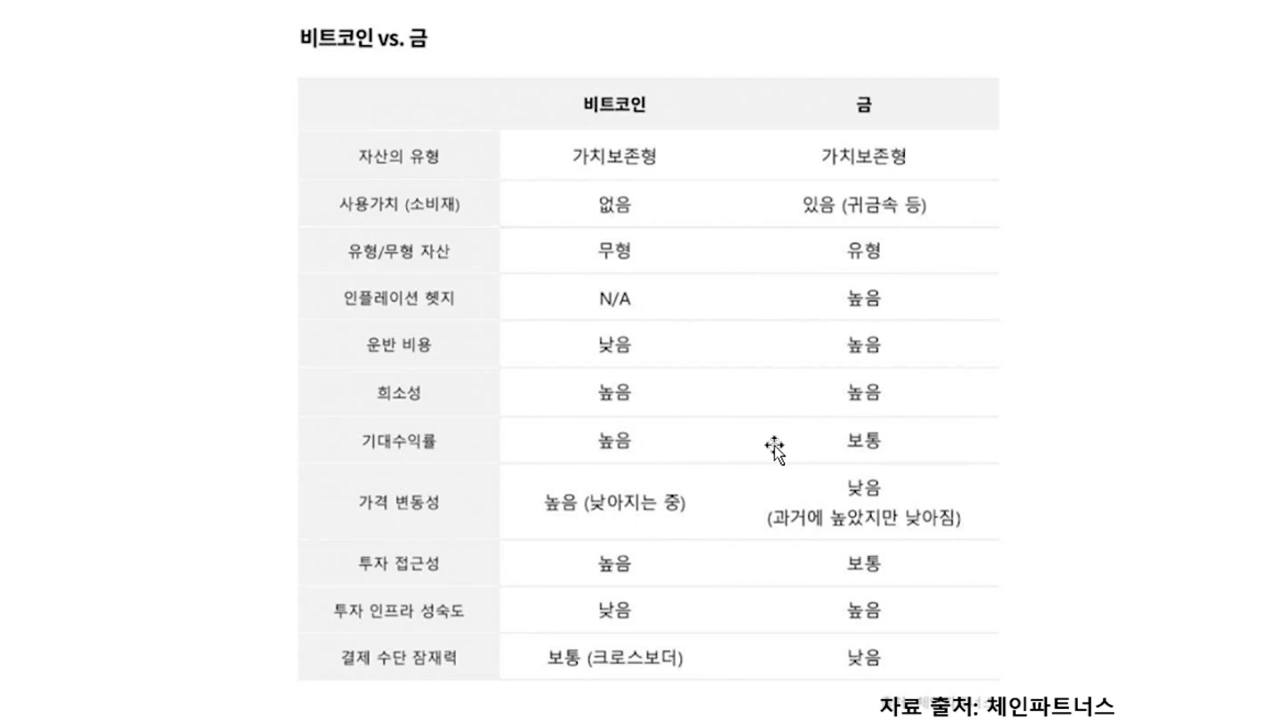 비트코인 vs. 금
비트코인 금
자산의 유형 가치보존형 가치보존형
사용가치 (소비재) 없음 있음 (귀금속 등)
유형/무형 자산 무형 유형
인플레이션 헷지 N/A 높음
운반 비용 낮음 높음
희소성 높음 높음
기대수익률 높음 보통
가격 변동성 높음 (낮아지는 중) 낮음
(과거에 높았지만 낮아짐)
투자 접근성 높음 보통
투자 인프라 성숙도 낮음 높음
결제 수단 잠재력 보통 (크로스보더) 낮음
자료 출처: 체인파트너스